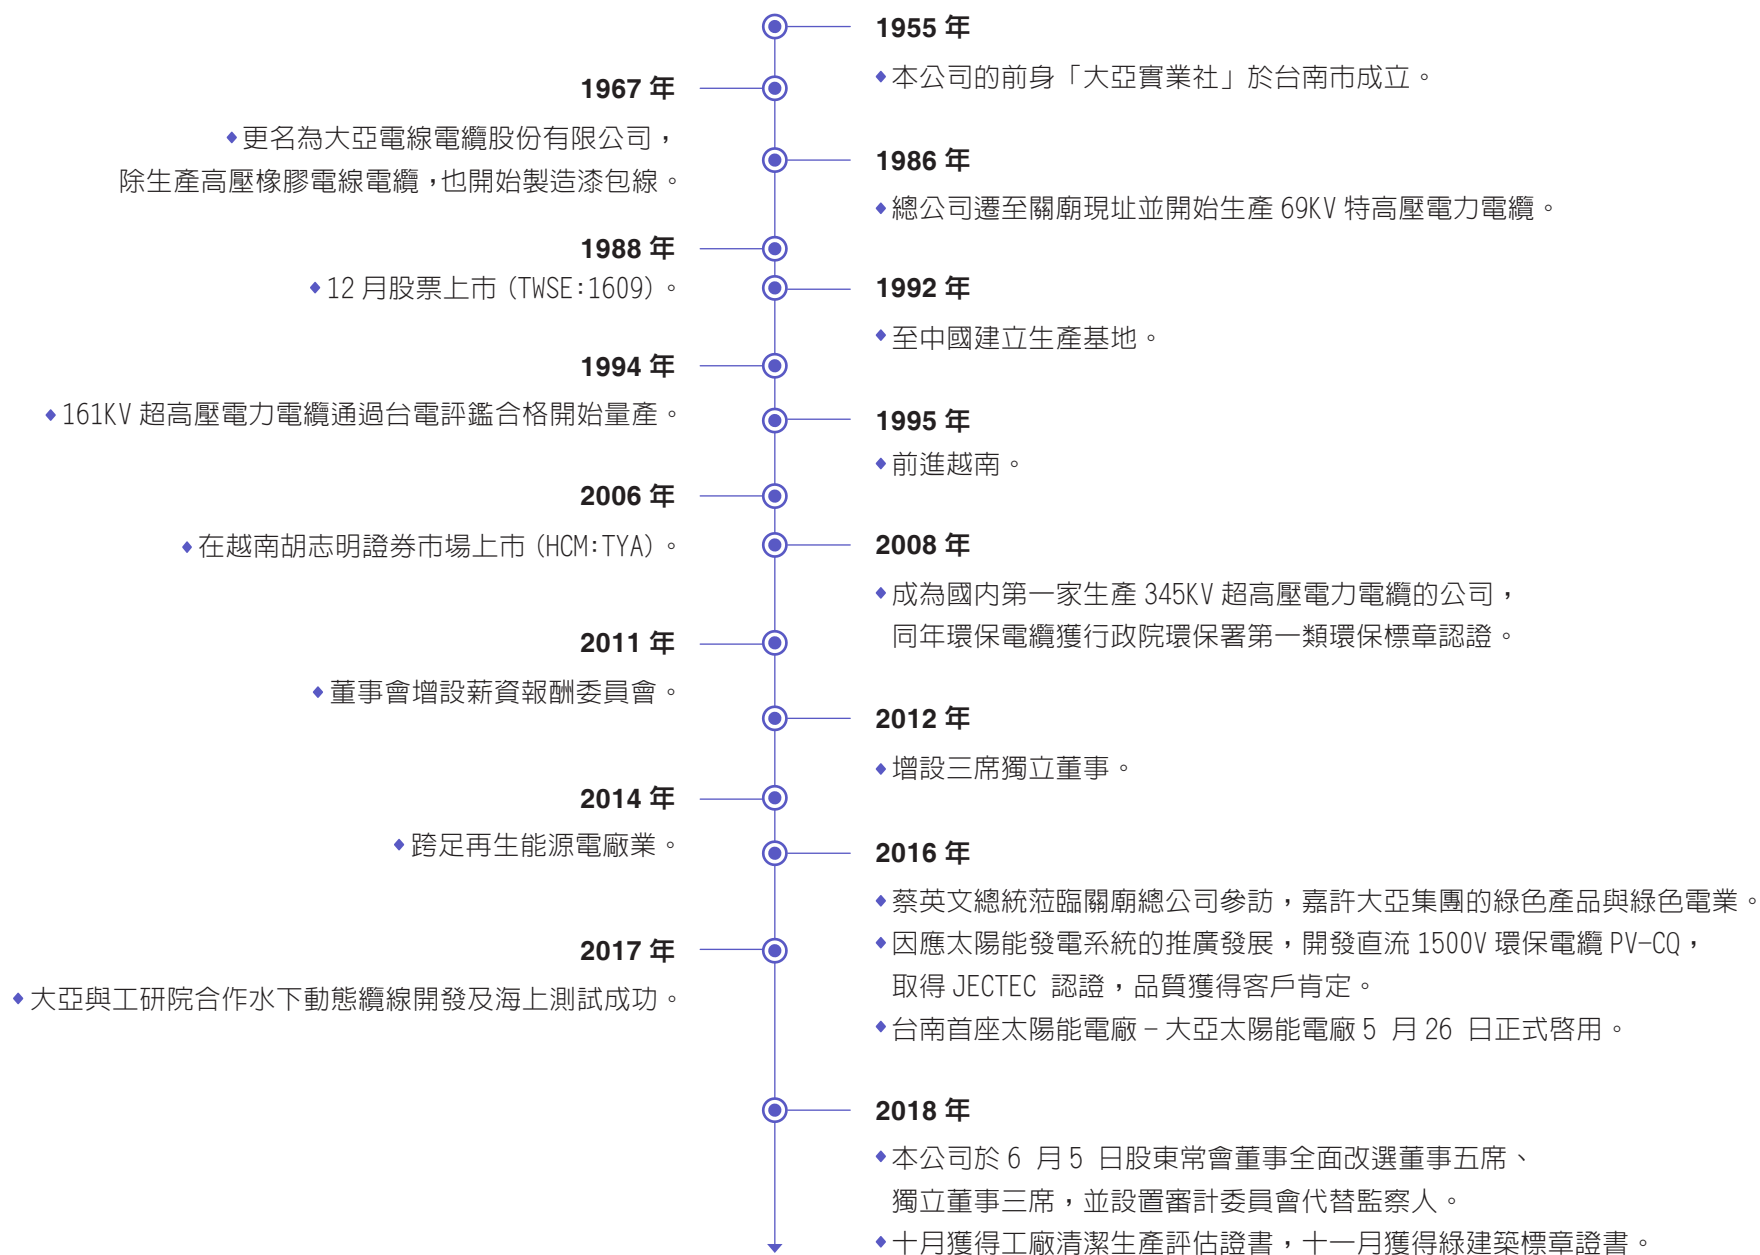 1955 年
◆本公司的前身「大亞實業社」於台南市成立。
1967 年
◆更名為大亞電線電纜股份有限公司，
除生產高壓橡膠電線電纜，也開始製造漆包線。
1986 年
◆總公司遷至關廟現址並開始生產 69KV 特高壓電力電纜。
1988 年
◆12 月股票上市 (TWSE:1609)。
1992 年
◆至中國建立生產基地。
1994 年
◆161KV 超高壓電力電纜通過台電評鑑合格開始量產。
1995 年
◆前進越南。
2006 年
◆在越南胡志明證券市場上市 (HCM:TYA)。
2008 年
◆成為國內第一家生產 345KV 超高壓電力電纜的公司，
同年環保電纜獲行政院環保署第一類環保標章認證。
2011 年
◆董事會增設薪資報酬委員會。
2012 年
◆增設三席獨立董事。
2014 年
◆跨足再生能源電廠業。
2016 年
◆蔡英文總統蒞臨關廟總公司參訪，嘉許大亞集團的綠色產品與綠色電業。
◆因應太陽能發電系統的推廣發展，開發直流 1500V 環保電纜 PV-CQ，
取得 JECTEC 認證，品質獲得客戶肯定。
◆台南首座太陽能電廠 – 大亞太陽能電廠 5 月 26 日正式啓用。
2017 年
◆大亞與工研院合作水下動態纜線開發及海上測試成功。
2018 年
◆本公司於 6 月 5 日股東常會董事全面改選董事五席、
獨立董事三席，並設置審計委員會代替監察人。
◆十月獲得工廠清潔生產評估證書，十一月獲得綠建築標章證書。